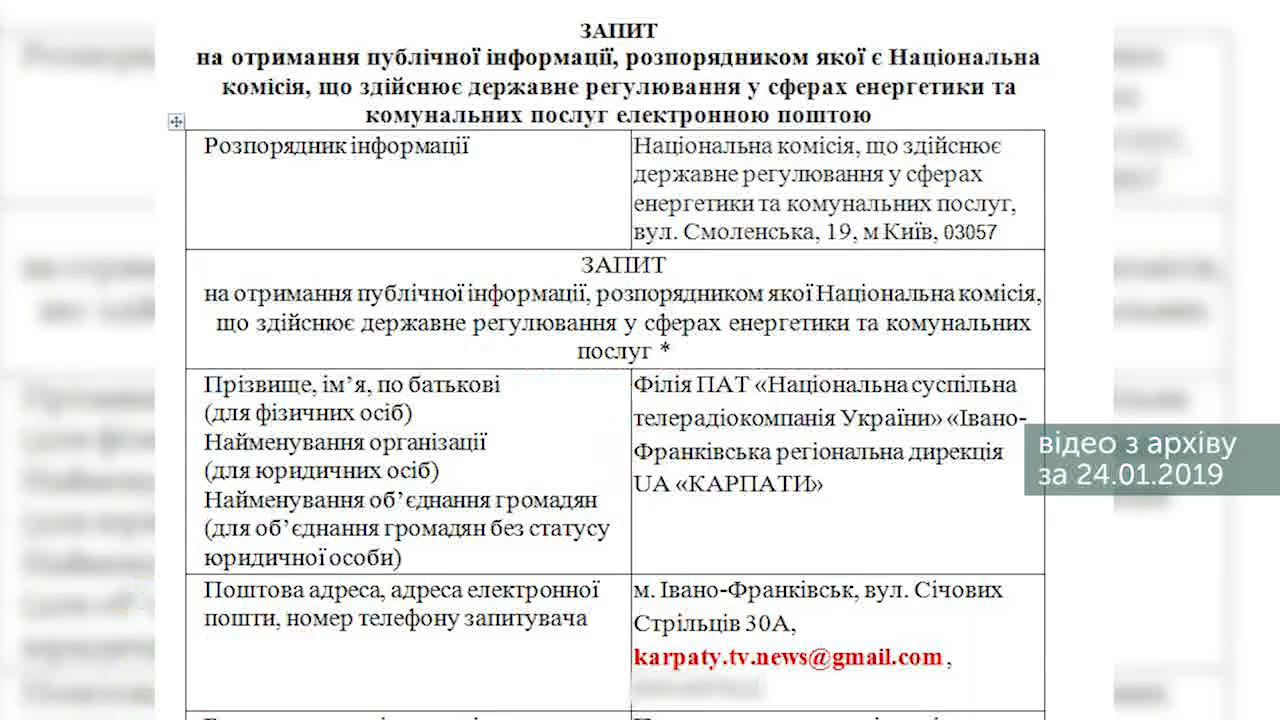 ЗАПИТ
на отримання публічної інформації, розпорядником якої є Національна
комісія, що здійснює державне регулювання у сферах енергетики та
комунальних послуг електронною поштою
Розпорядник інформації
Національна комісія, що здійснює
державне регулювання у сферах
енергетики та комунальних послуг,
вул. Смоленська, 19, м Київ, 03057
ЗАПИТ
на отримання публічної інформації, розпорядником якої Національна комісія,
що здійснює державне регулювання у сферах енергетики та комунальних
послуг *
Прізвище, ім’я, по батькові
(для фізичних осіб)
Найменування організації
(для юридичних осіб)
Найменування об’єднання громадян
(для об’єднання громадян без статусу
юридичної особи)
Філія ПАТ «Національна суспільна
телерадіокомпанія України» «Івано-
Франківська регіональна дирекція
UA «КАРПАТИ»
відео з архіву
за 24.01.2019
Поштова адреса, адреса електронної
пошти, номер телефону запитувача
м. Івано-Франківськ, вул. Січових
Стрільців 30А,
karpaty.tv.news@gmail.com ,